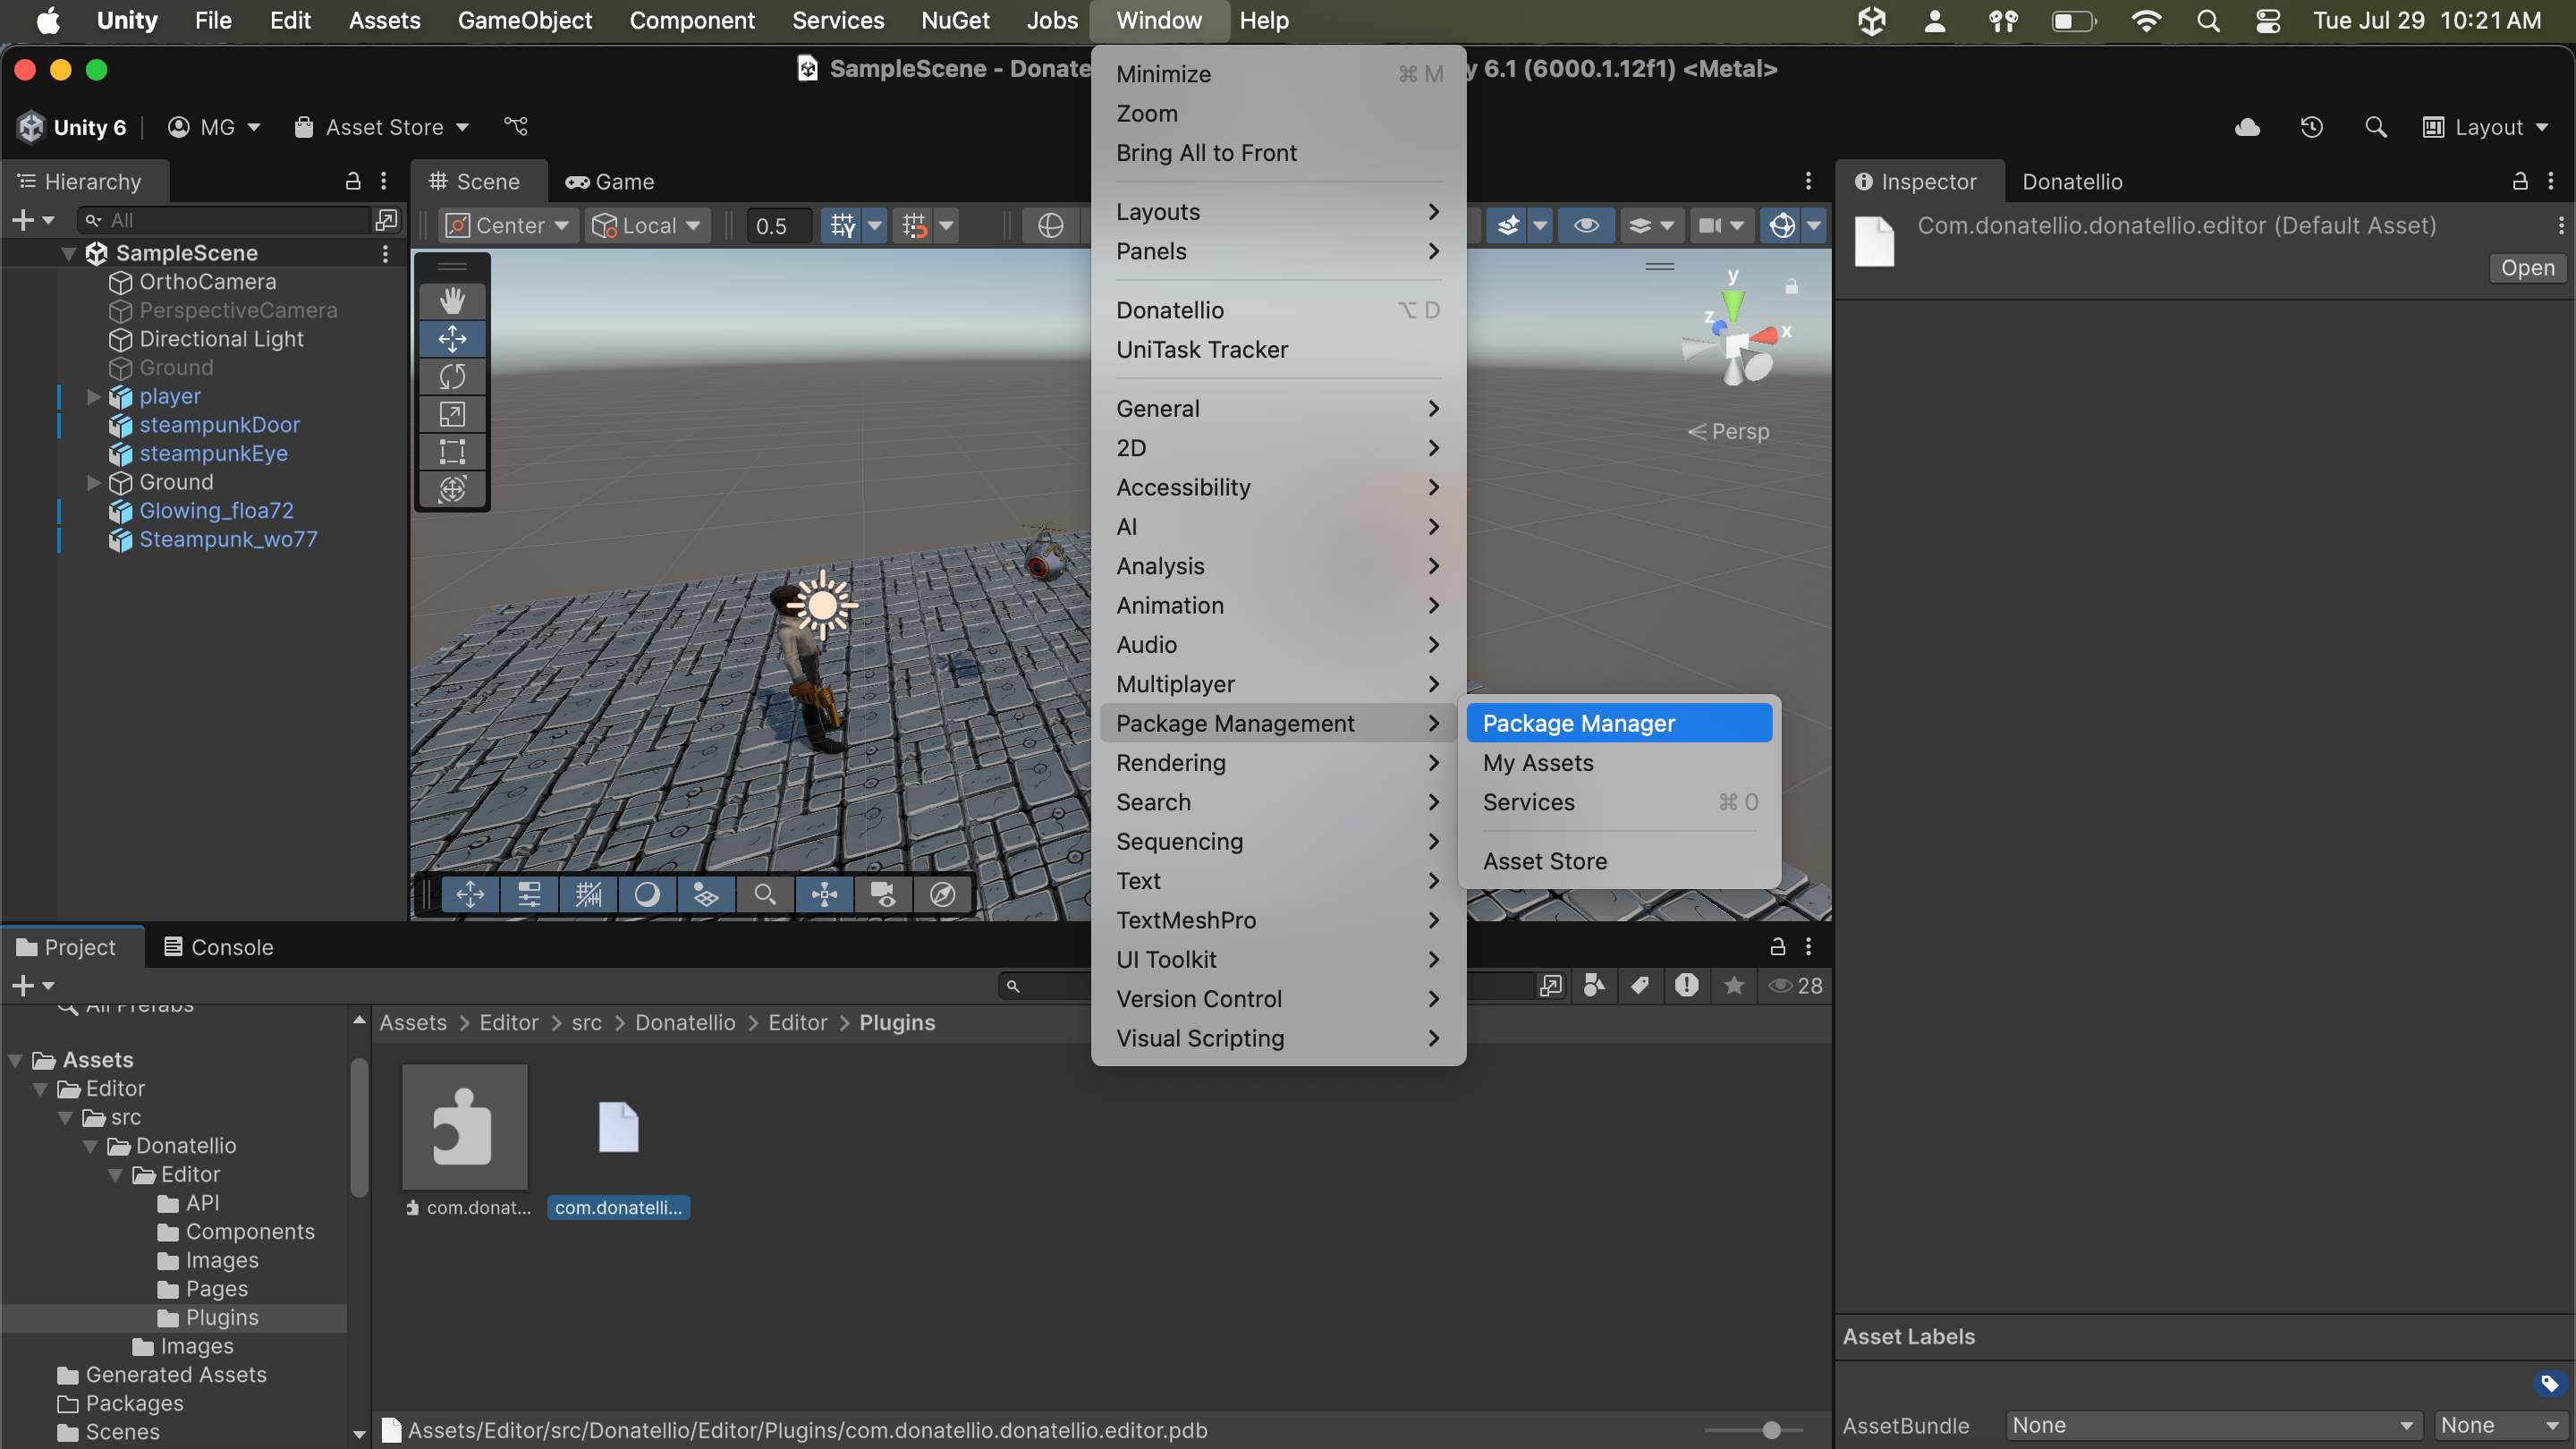 Unity File Edit Assets GameObject Component Services NuGet Jobs Window Help Tue Jul 29 10:21 AM
SampleScene - Donate
y 6.1 (6000.1.12f1) <Metal>
Unity 6 MG Asset Store Layout
Hierarchy
All
SampleScene
OrthoCamera
PerspectiveCamera
Directional Light
Ground
player
steampunkDoor
steampunkEye
Ground
Glowing_floa72
Steampunk_wo77
Scene Game
Center Local 0.5
y
z
x
Persp
Minimize ⌘ M
Zoom
Bring All to Front
Layouts
Panels
Donatellio ⌥ D
UniTask Tracker
General
2D
Accessibility
AI
Analysis
Animation
Audio
Multiplayer
Package Management
Rendering
Search
Sequencing
Text
TextMeshPro
UI Toolkit
Version Control
Visual Scripting
Package Manager
My Assets
Services ⌘ 0
Asset Store
Inspector Donatellio
Com.donatellio.donatellio.editor (Default Asset)
Open
Asset Labels
AssetBundle None None
Project Console
28
All Prefabs
Assets
Editor
src
Donatellio
Editor
API
Components
Images
Pages
Plugins
Images
Generated Assets
Packages
Scenes
Assets > Editor > src > Donatellio > Editor > Plugins
com.donat... com.donatelli...
Assets/Editor/src/Donatellio/Editor/Plugins/com.donatellio.donatellio.editor.pdb